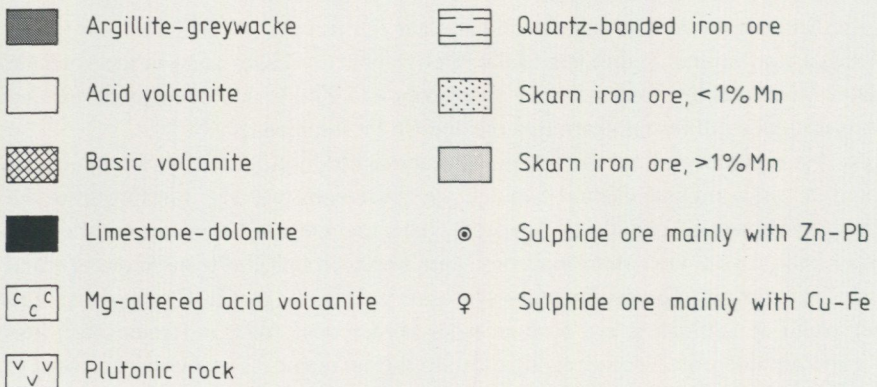 Argillite-greywacke
Acid volcanite
Basic volcanite
Limestone-dolomite
c c c Mg-altered acid volcanite
v v v Plutonic rock
Quartz-banded iron ore
Skarn iron ore, <1% Mn
Skarn iron ore, >1% Mn
Sulphide ore mainly with Zn-Pb
♀ Sulphide ore mainly with Cu-Fe